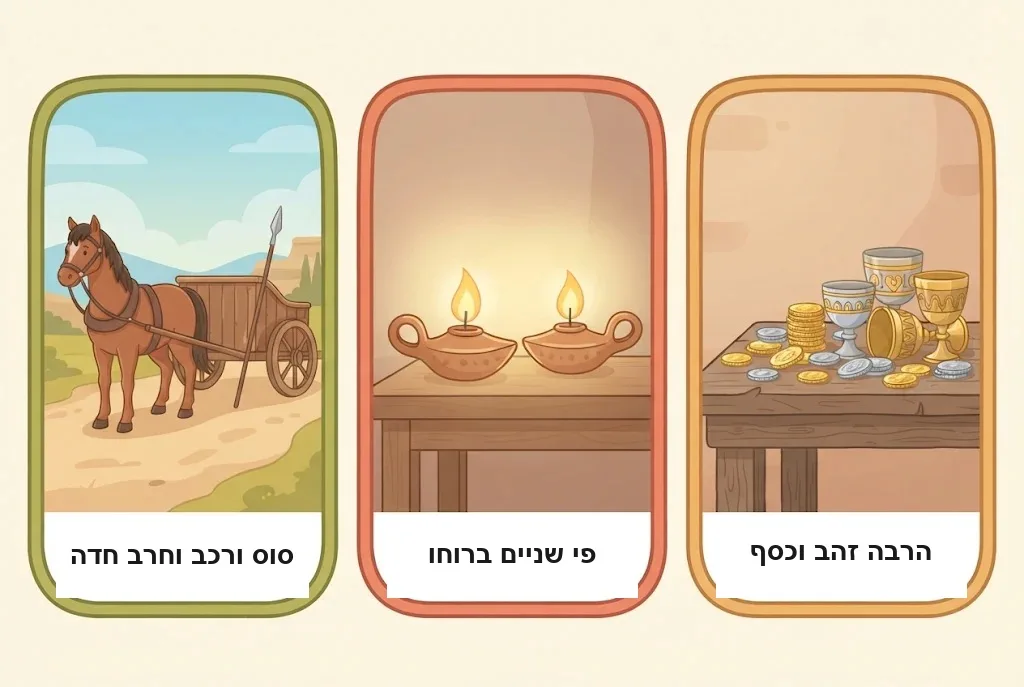 הרבה זהב וכסף
פי שניים ברוחו
סוס ורכב וחרב חדה